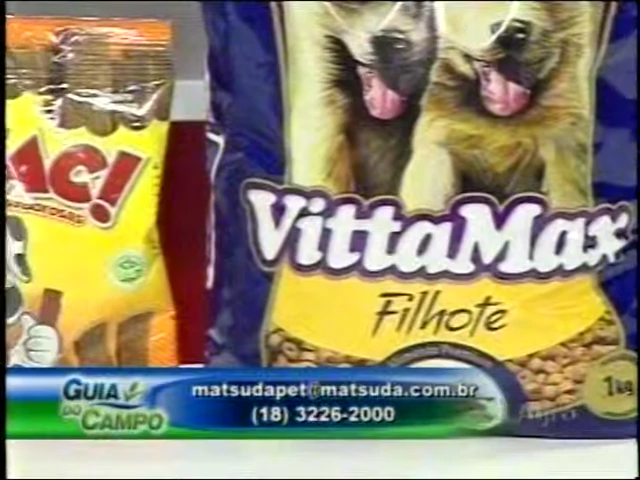 AC!
VittaMax
Filhote
1kg
GUIA DO CAMPO
matsudapet@matsuda.com.br
(18) 3226-2000